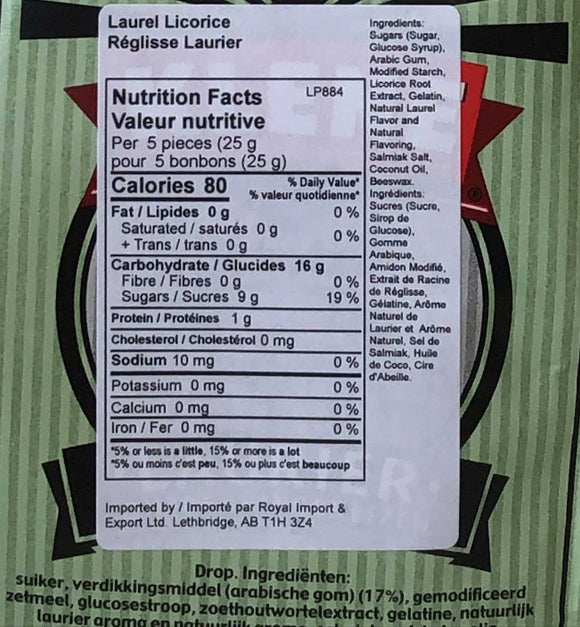 Laurel Licorice
Réglisse Laurier
Nutrition Facts
Valeur nutritive
LP884
Per 5 pieces (25 g
pour 5 bonbons (25 g)
Calories 80
% Daily Value*
% valeur quotidienne*
Fat / Lipides 0 g 0 %
Saturated / saturés 0 g
+ Trans / trans 0 g 0 %
Carbohydrate / Glucides 16 g
Fibre / Fibres 0 g 0 %
Sugars / Sucres 9 g 19 %
Protein / Protéines 1 g
Cholesterol / Cholestérol 0 mg
Sodium 10 mg 0 %
Potassium 0 mg 0 %
Calcium 0 mg 0 %
Iron / Fer 0 mg 0 %
*5% or less is a little, 15% or more is a lot
*5% ou moins c'est peu, 15% ou plus c'est beaucoup
Imported by / Importé par Royal Import &
Export Ltd. Lethbridge, AB T1H 3Z4
Ingredients:
Sugars (Sugar,
Glucose Syrup),
Arabic Gum,
Modified Starch,
Licorice Root
Extract, Gelatin,
Natural Laurel
Flavor and
Natural
Flavoring,
Salmiak Salt,
Coconut Oil,
Beeswax.
Ingrédients:
Sucres (Sucre,
Sirop de
Glucose),
Gomme
Arabique,
Amidon Modifié,
Extrait de Racine
de Réglisse,
Gélatine, Arôme
Naturel de
Laurier et Arôme
Naturel, Sel de
Salmiak, Huile
de Coco, Cire
d'Abeille.
Drop. Ingrediënten:
suiker, verdikkingsmiddel (arabische gom) (17%), gemodificeerd
zetmeel, glucosestroop, zoethoutwortelextract, gelatine, natuurlijk
laurier aroma en natuurlijk